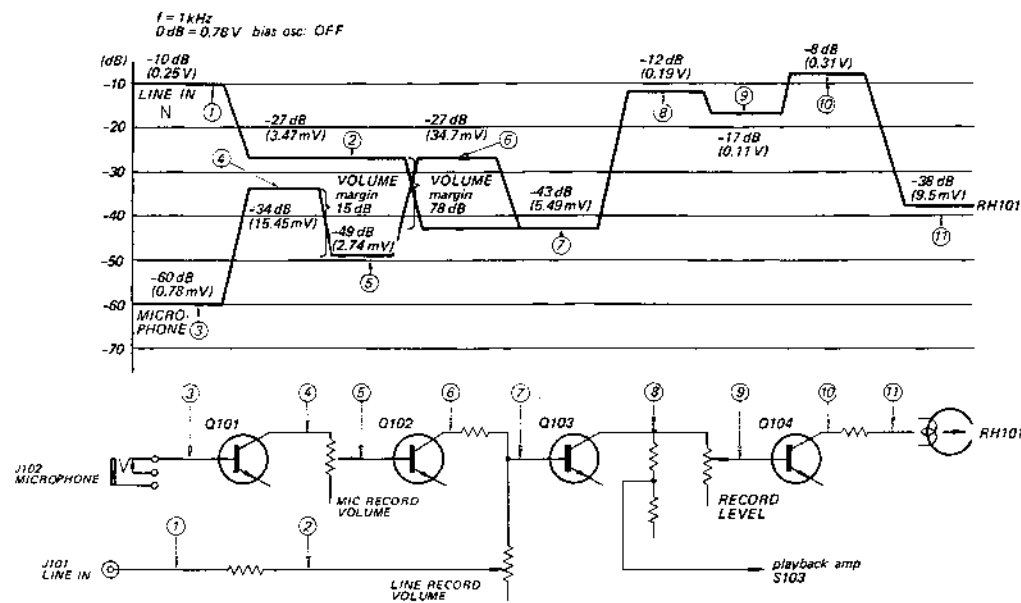 f = 1 kHz
0 dB = 0.78 V bias osc: OFF
(dB)
-10 dB
(0.25 V)
-12 dB
(0.19 V)
-8 dB
(0.31 V)
-10
LINE IN
N
①
⑧
⑨
⑩
-20
-27 dB
(3.47 mV)
②
-27 dB
(34.7 mV)
⑥
-17 dB
(0.11 V)
-30
④
VOLUME
margin
15 dB
VOLUME
margin
78 dB
-34 dB
(15.45 mV)
-43 dB
(5.49 mV)
-38 dB
(9.5 mV)
RH101
-40
-49 dB
(2.74 mV)
⑦
⑪
-50
⑤
-60 dB
(0.78 mV)
-60
MICRO-
PHONE
③
-70
③ ④ ⑤ ⑥ ⑦ ⑧ ⑨ ⑩ ⑪
Q101
Q102
Q103
Q104
RH101
J102
MICROPHONE
MIC RECORD
VOLUME
RECORD
LEVEL
① ②
J101
LINE IN
LINE RECORD
VOLUME
playback amp
S103